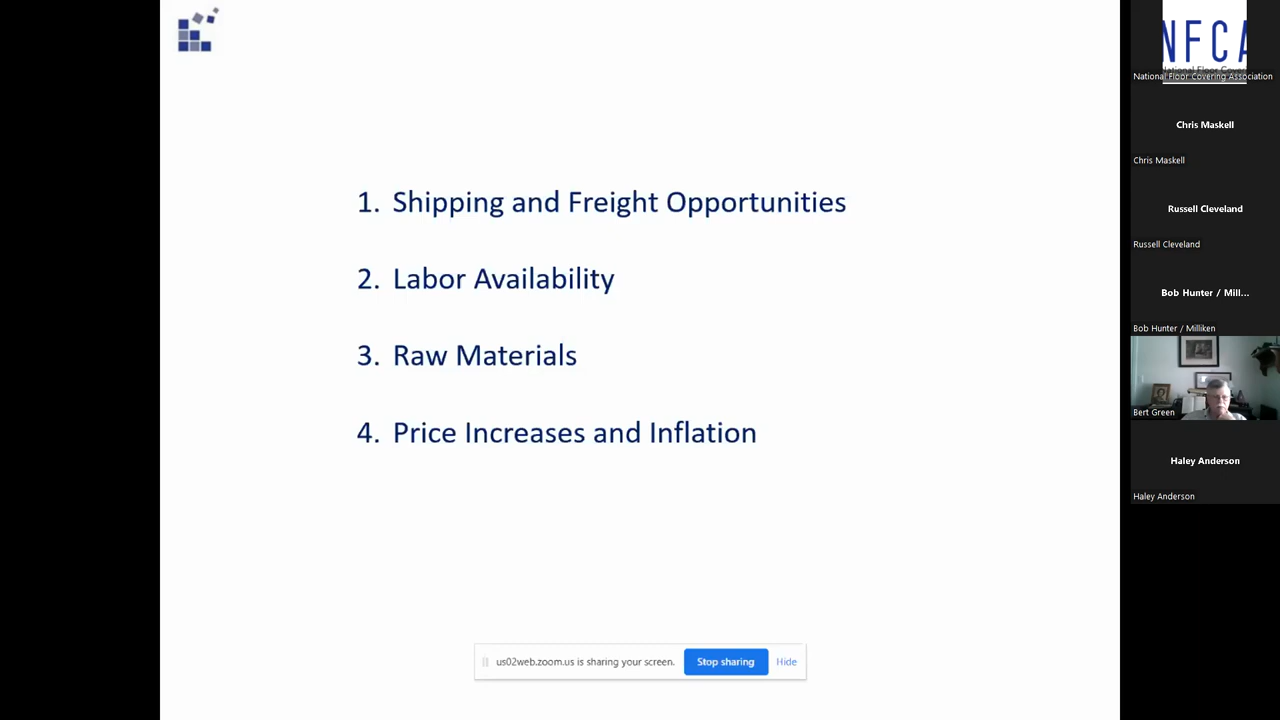 1. Shipping and Freight Opportunities
2. Labor Availability
3. Raw Materials
4. Price Increases and Inflation
us02web.zoom.us is sharing your screen.
Stop sharing
Hide
NFCA
National Floor Covering Association
Chris Maskell
Chris Maskell
Russell Cleveland
Russell Cleveland
Bob Hunter / Mill...
Bob Hunter / Milliken
Bert Green
Haley Anderson
Haley Anderson